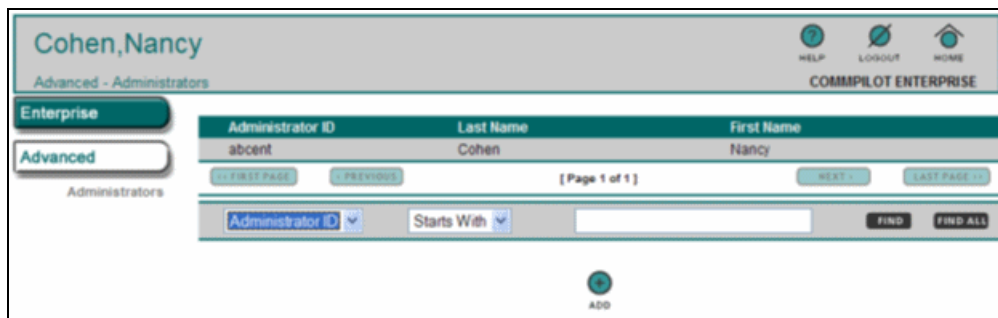 Cohen,Nancy
HELP LOGOUT HOME
Advanced - Administrators COMMPILOT ENTERPRISE
Enterprise
Administrator ID Last Name First Name
abcent Cohen Nancy
Advanced
<< FIRST PAGE < PREVIOUS [ Page 1 of 1 ] NEXT > LAST PAGE >>
Administrators
Administrator ID Starts With FIND FIND ALL
ADD